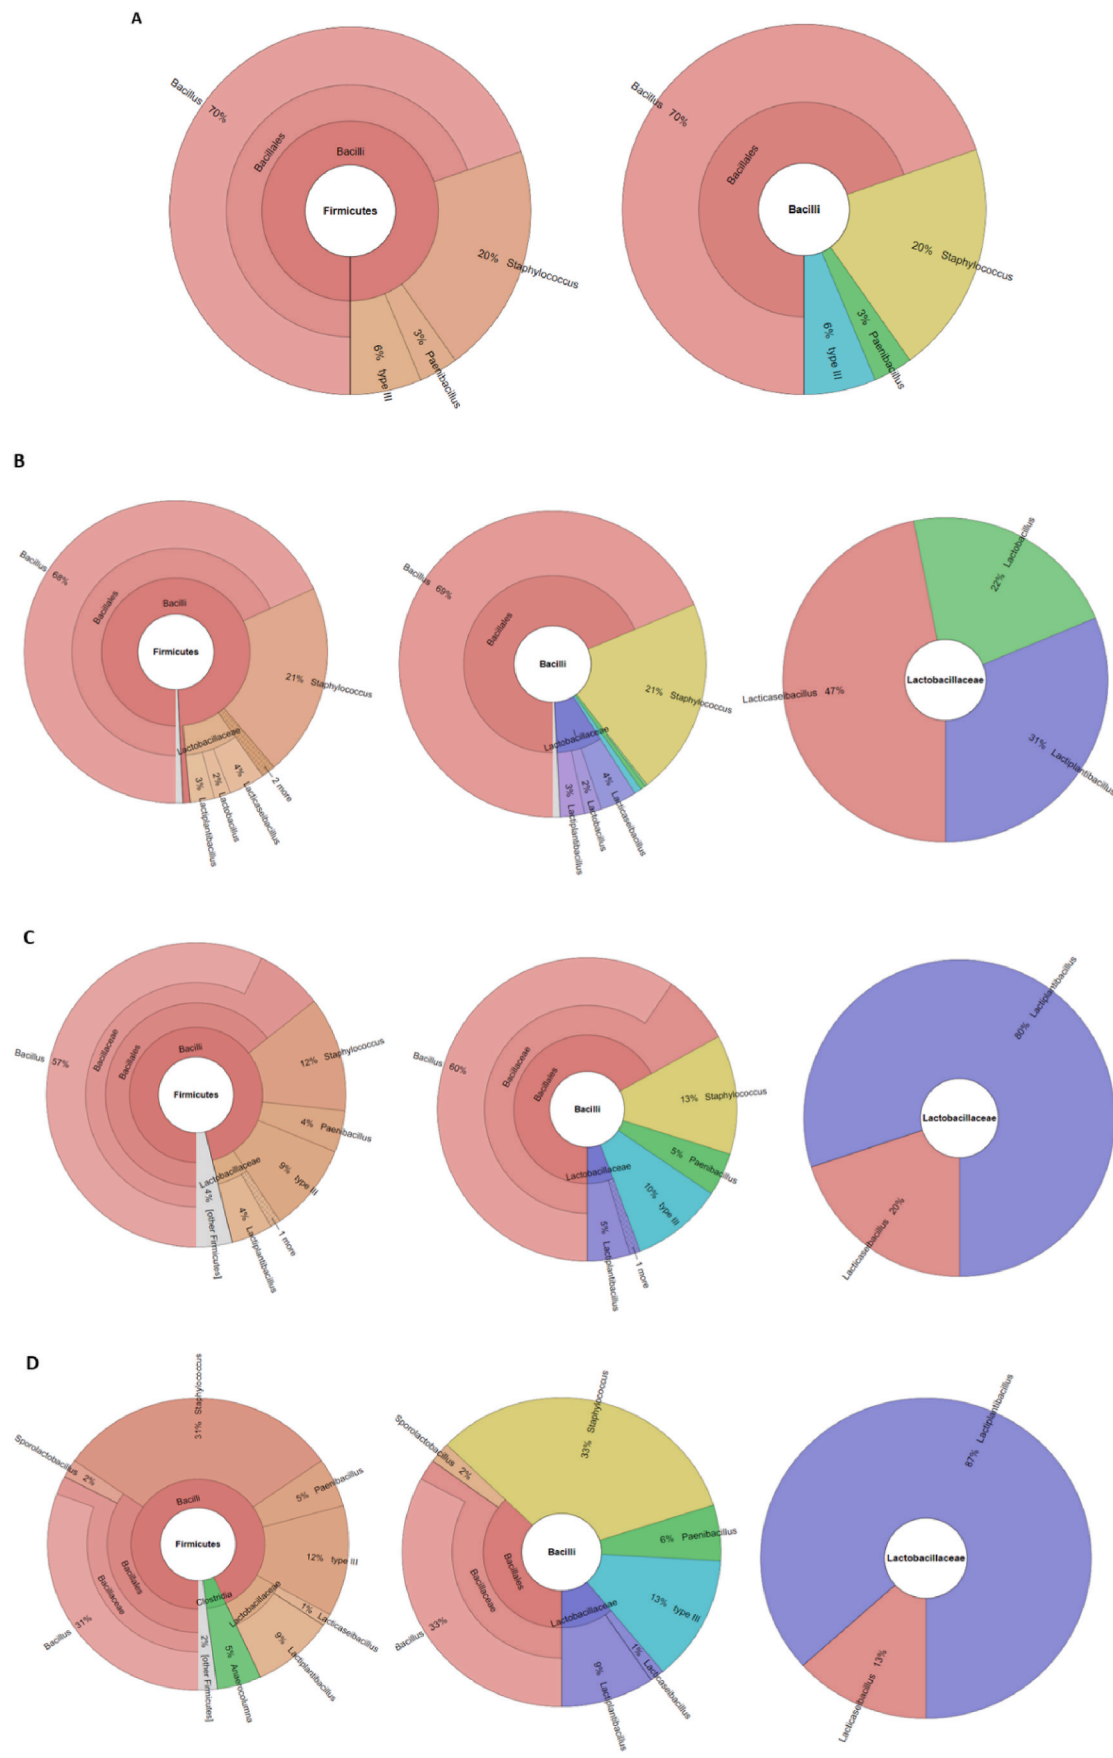 A
Bacillus 70%
Bacillales
Bacilli
Firmicutes
20% Staphylococcus
3% Paenibacillus
6% type III
Bacillus 70%
Bacillales
Bacilli
20% Staphylococcus
3% Paenibacillus
6% type III
B
Bacillus 68%
Bacillales
Bacilli
Firmicutes
21% Staphylococcus
Lactobacillaceae
2 more
4% Lacticaseibacillus
2% Lactobacillus
3% Lactiplantibacillus
Bacillus 69%
Bacillales
Bacilli
21% Staphylococcus
Lactobacillaceae
4% Lacticaseibacillus
2% Lactobacillus
3% Lactiplantibacillus
22% Lactobacillus
Lacticaseibacillus 47%
Lactobacillaceae
31% Lactiplantibacillus
C
Bacillus 57%
Bacillaceae
Bacillales
Bacilli
Firmicutes
12% Staphylococcus
4% Paenibacillus
9% type III
Lactobacillaceae
1 more
4% Lactiplantibacillus
4% [other Firmicutes]
Bacillus 60%
Bacillaceae
Bacillales
Bacilli
13% Staphylococcus
5% Paenibacillus
10% type III
Lactobacillaceae
1 more
5% Lactiplantibacillus
80% Lactiplantibacillus
Lactobacillaceae
Lacticaseibacillus 20%
D
31% Staphylococcus
Sporolactobacillus 2%
Bacilli
5% Paenibacillus
Firmicutes
Bacillales
Bacillaceae
Bacillus 31%
12% type III
Clostridia
Lactobacillaceae
1% Lacticaseibacillus
9% Lactiplantibacillus
5% Anaerocolumna
2% [other Firmicutes]
33% Staphylococcus
Sporolactobacillus 2%
Bacilli
6% Paenibacillus
Bacillales
Bacillaceae
Bacillus 33%
13% type III
Lactobacillaceae
1% Lacticaseibacillus
9% Lactiplantibacillus
87% Lactiplantibacillus
Lactobacillaceae
Lacticaseibacillus 13%